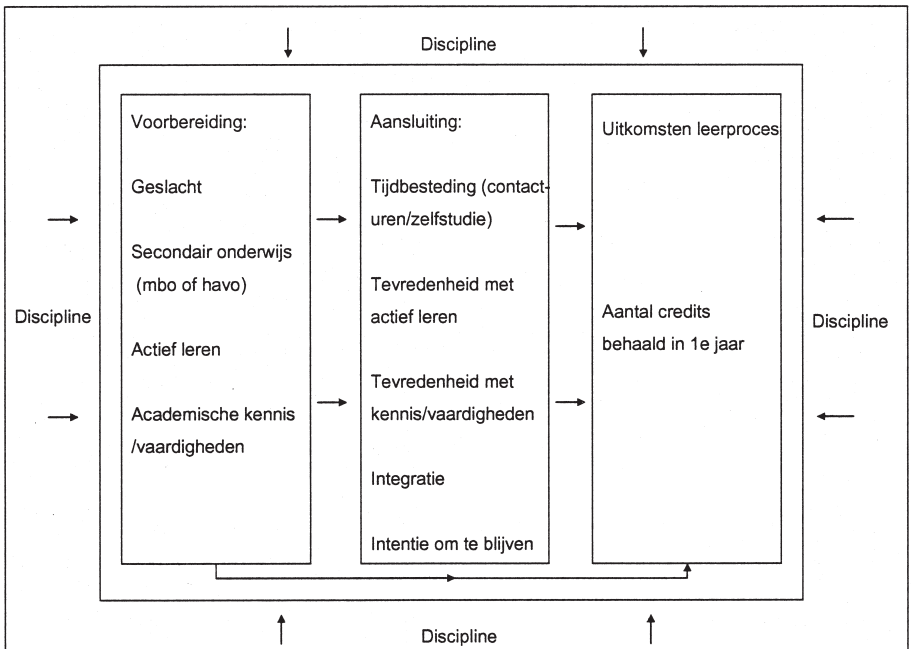 Discipline
Voorbereiding:
Geslacht
Secondair onderwijs
(mbo of havo)
Actief leren
Academische kennis
/vaardigheden
Aansluiting:
Tijdbesteding (contact-
uren/zelfstudie)
Tevredenheid met
actief leren
Tevredenheid met
kennis/vaardigheden
Integratie
Intentie om te blijven
Uitkomsten leerproces
Aantal credits
behaald in 1e jaar
Discipline
Discipline
Discipline